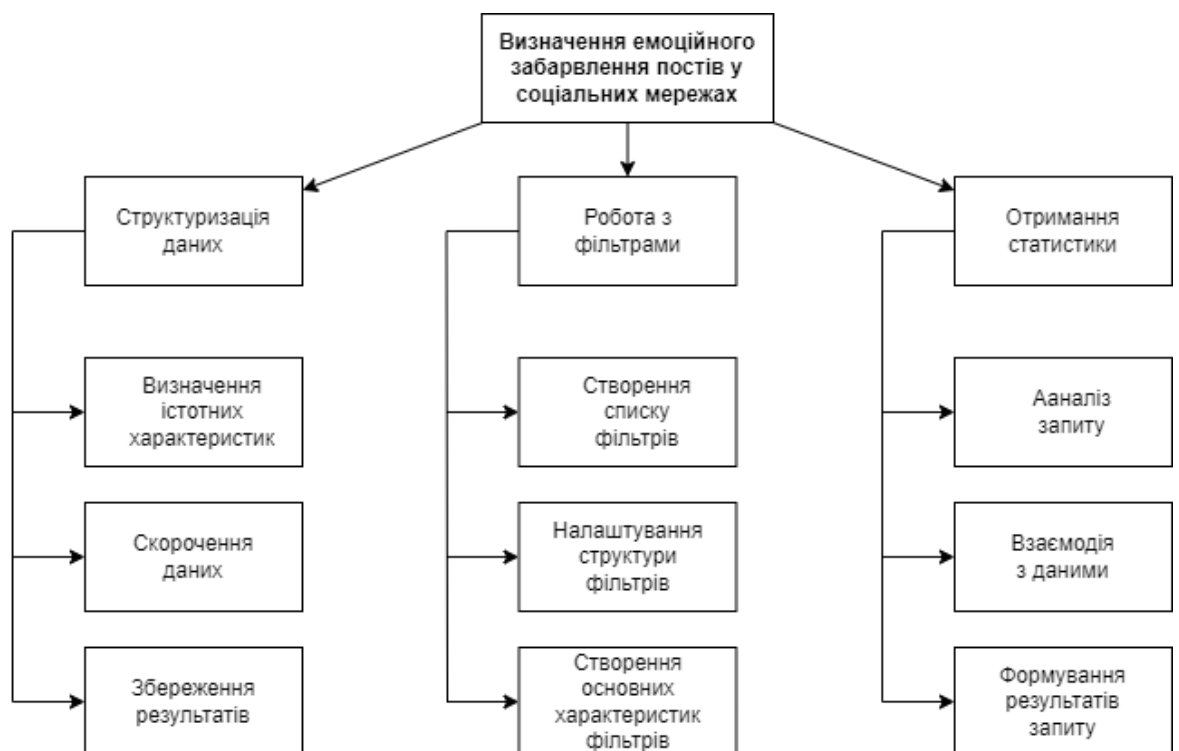 Визначення емоційного
забарвлення постів у
соціальних мережах
Структуризація
даних
Робота з
фільтрами
Отримання
статистики
Визначення
істотних
характеристик
Створення
списку
фільтрів
Ааналіз
запиту
Скорочення
даних
Налаштування
структури
фільтрів
Взаємодія
з даними
Збереження
результатів
Створення
основних
характеристик
фільтрів
Формування
результатів
запиту